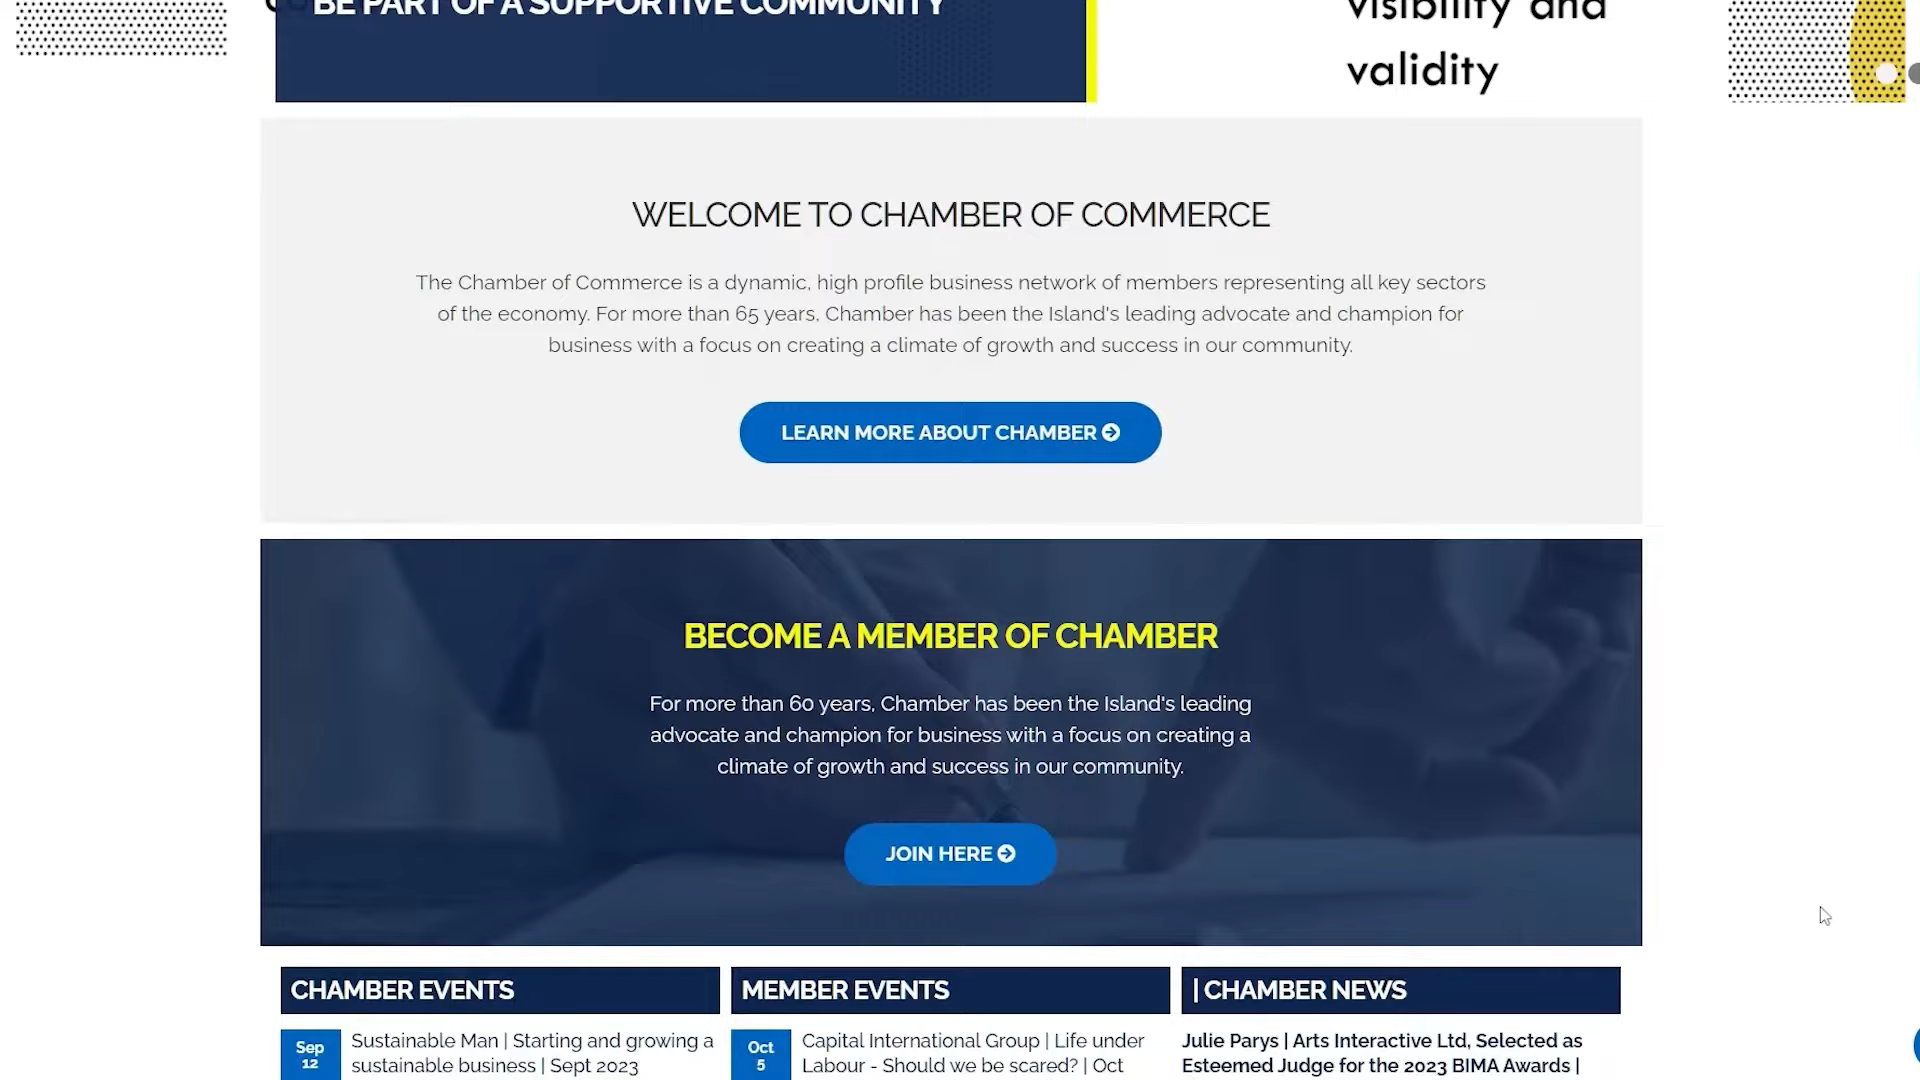 BE PART OF A SUPPORTIVE COMMUNITY
visibility and
validity
WELCOME TO CHAMBER OF COMMERCE
The Chamber of Commerce is a dynamic, high profile business network of members representing all key sectors
of the economy. For more than 65 years, Chamber has been the Island's leading advocate and champion for
business with a focus on creating a climate of growth and success in our community.
LEARN MORE ABOUT CHAMBER
BECOME A MEMBER OF CHAMBER
For more than 60 years, Chamber has been the Island's leading
advocate and champion for business with a focus on creating a
climate of growth and success in our community.
JOIN HERE
CHAMBER EVENTS
Sep
12
Sustainable Man | Starting and growing a
sustainable business | Sept 2023
MEMBER EVENTS
Oct
5
Capital International Group | Life under
Labour - Should we be scared? | Oct
| CHAMBER NEWS
Julie Parys | Arts Interactive Ltd, Selected as
Esteemed Judge for the 2023 BIMA Awards |